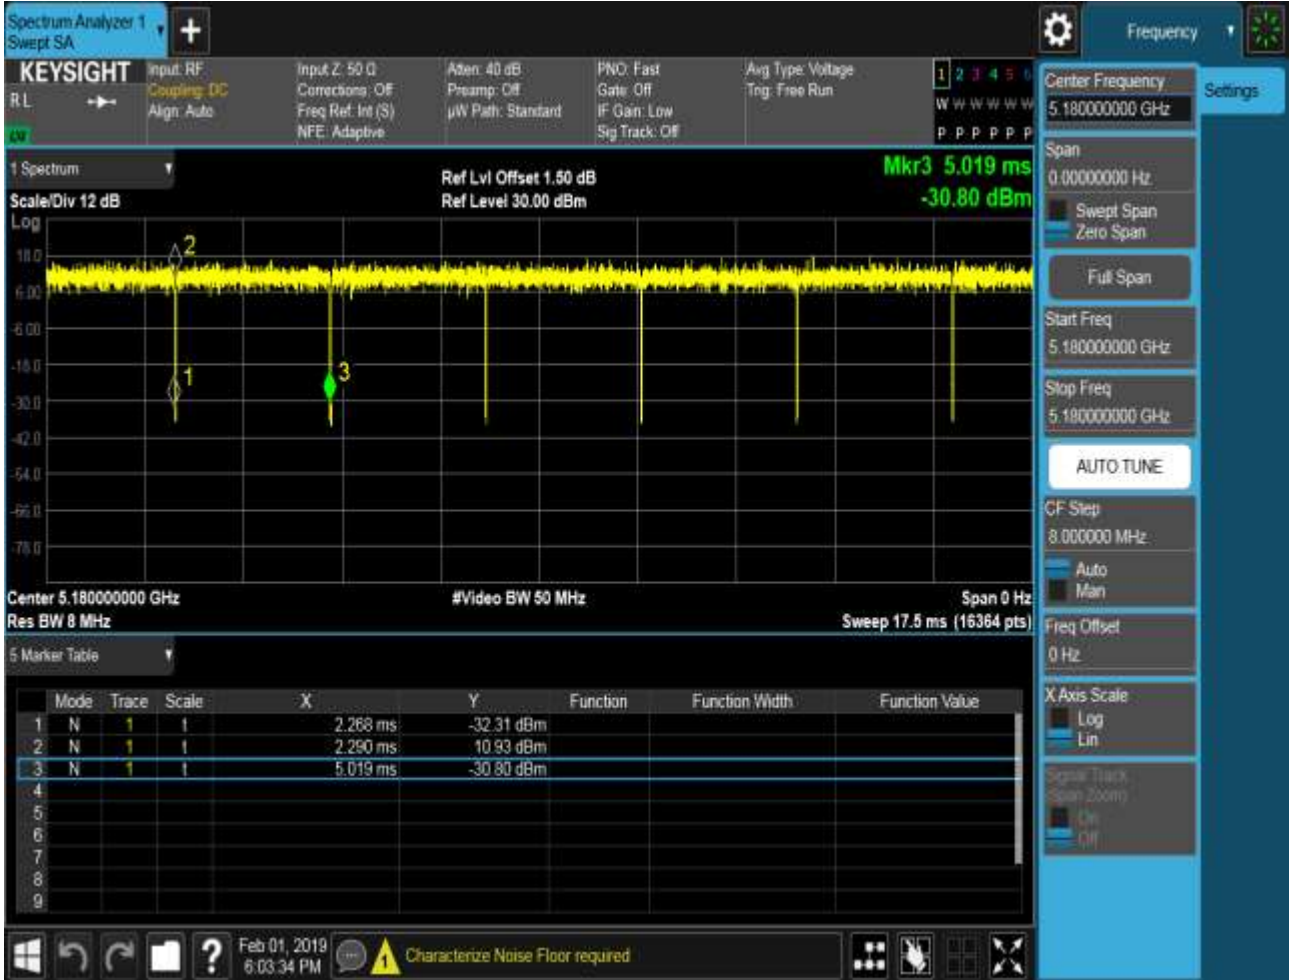 Spectrum Analyzer 1
Swept SA
+
Frequency
KEYSIGHT
RL
Input: RF
Coupling: DC
Align: Auto
Input Z: 50 Ω
Corrections: Off
Freq Ref: Int (S)
NFE: Adaptive
Atten: 40 dB
Preamp: Off
µW Path: Standard
PNO: Fast
Gate: Off
IF Gain: Low
Sig Track: Off
Avg Type: Voltage
Trig: Free Run
1 2 3 4 5 6
W W W W W W
P P P P P P
1 Spectrum
Scale/Div 12 dB
Log
Ref Lvl Offset 1.50 dB
Ref Level 30.00 dBm
Mkr3 5.019 ms
-30.80 dBm
18.0
6.00
-6.00
-18.0
-30.0
-42.0
-54.0
-66.0
-78.0
2
1
3
Center 5.180000000 GHz
Res BW 8 MHz
#Video BW 50 MHz
Span 0 Hz
Sweep 17.5 ms (16364 pts)
5 Marker Table
Mode Trace Scale X Y Function Function Width Function Value
1 N 1 t 2.268 ms -32.31 dBm
2 N 1 t 2.290 ms 10.93 dBm
3 N 1 t 5.019 ms -30.80 dBm
4
5
6
7
8
9
Center Frequency
5.180000000 GHz
Settings
Span
0.00000000 Hz
Swept Span
Zero Span
Full Span
Start Freq
5.180000000 GHz
Stop Freq
5.180000000 GHz
AUTO TUNE
CF Step
8.000000 MHz
Auto
Man
Freq Offset
0 Hz
X Axis Scale
Log
Lin
Signal Track
(Span Zoom)
On
Off
?
Feb 01, 2019
6:03:34 PM
1
Characterize Noise Floor required